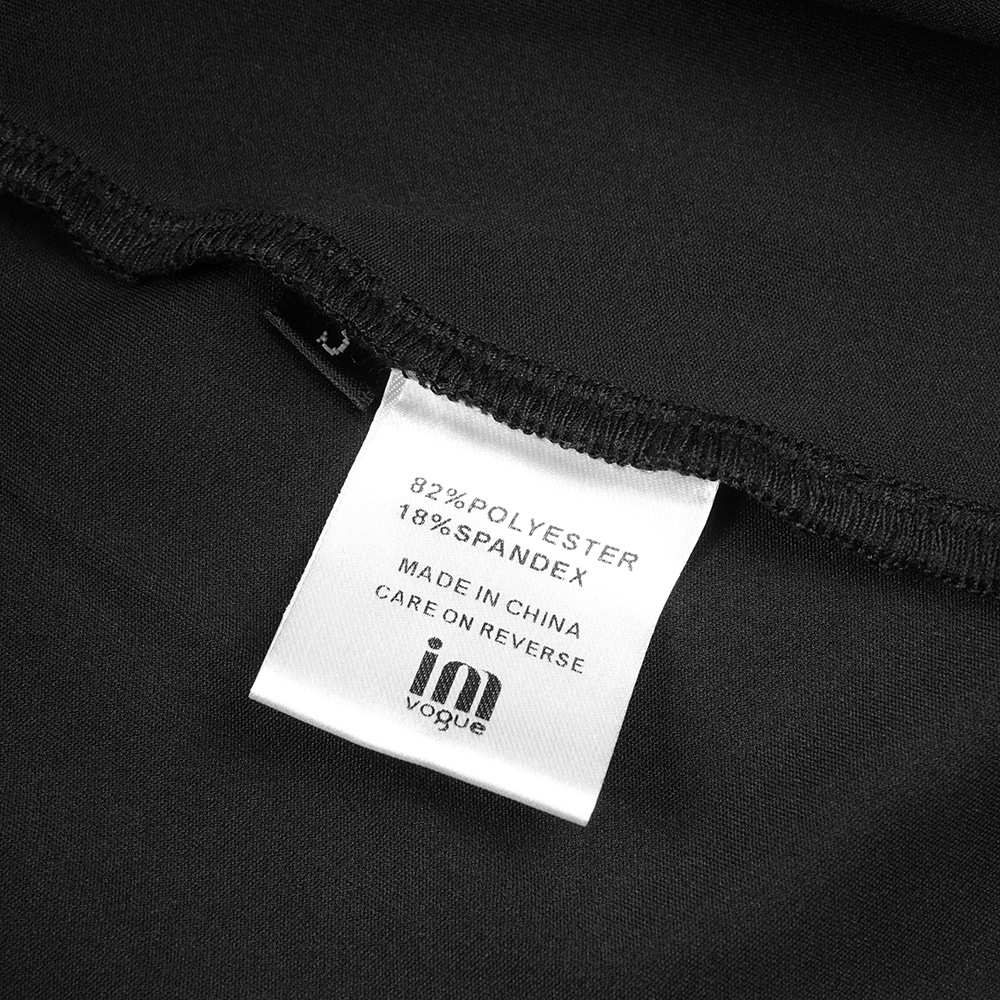 82%POLYESTER
18%SPANDEX
MADE IN CHINA
CARE ON REVERSE
im
vogue